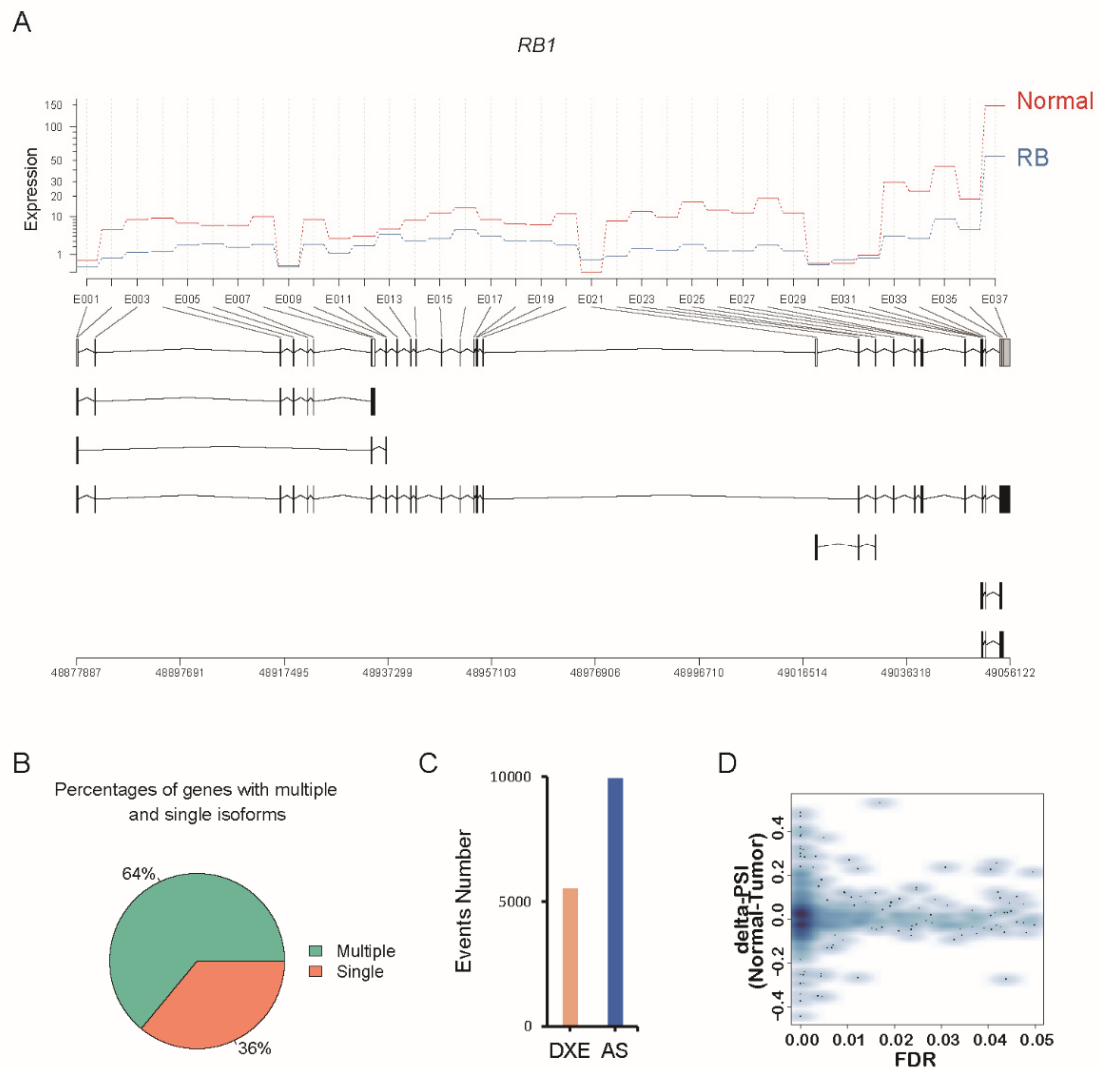 A
RB1
150
100
50
30
20
10
1
Expression
Normal
RB
E001 E003 E005 E007 E009 E011 E013 E015 E017 E019 E021 E023 E025 E027 E029 E031 E033 E035 E037
48877887 48897691 48917495 48937299 48957103 48976906 48996710 49016514 49036318 49056122
B
Percentages of genes with multiple
and single isoforms
64%
36%
Multiple
Single
C
10000
5000
0
Events Number
DXE AS
D
0.4
0.2
0.0
-0.2
-0.4
delta-PSI
(Normal-Tumor)
0.00 0.01 0.02 0.03 0.04 0.05
FDR